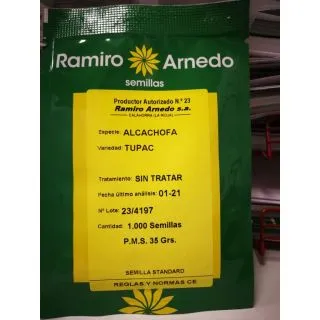 Ramiro Arnedo
semillas
Productor Autorizado N.º 23
Ramiro Arnedo s.a.
CALAHORRA (LA RIOJA)
Especie: ALCACHOFA
Variedad: TUPAC
Tratamiento: SIN TRATAR
Fecha último análisis: 01-21
Nº Lote: 23/4197
Cantidad: 1.000 Semillas
P.M.S. 35 Grs.
SEMILLA STANDARD
REGLAS Y NORMAS CE